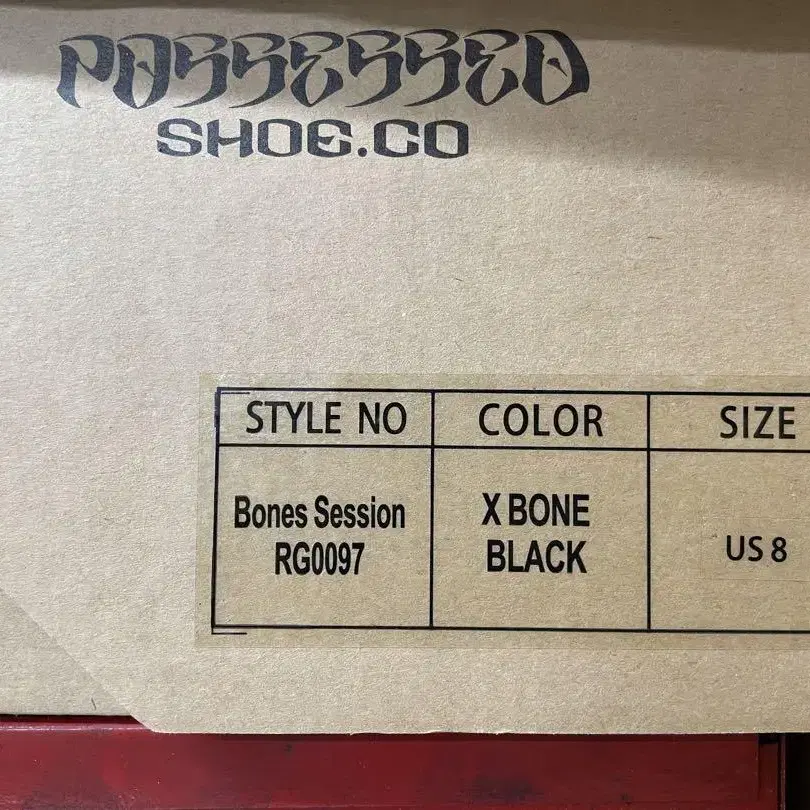 POSSESSED
SHOE.CO
STYLE NO COLOR SIZE
Bones Session X BONE US 8
RG0097 BLACK